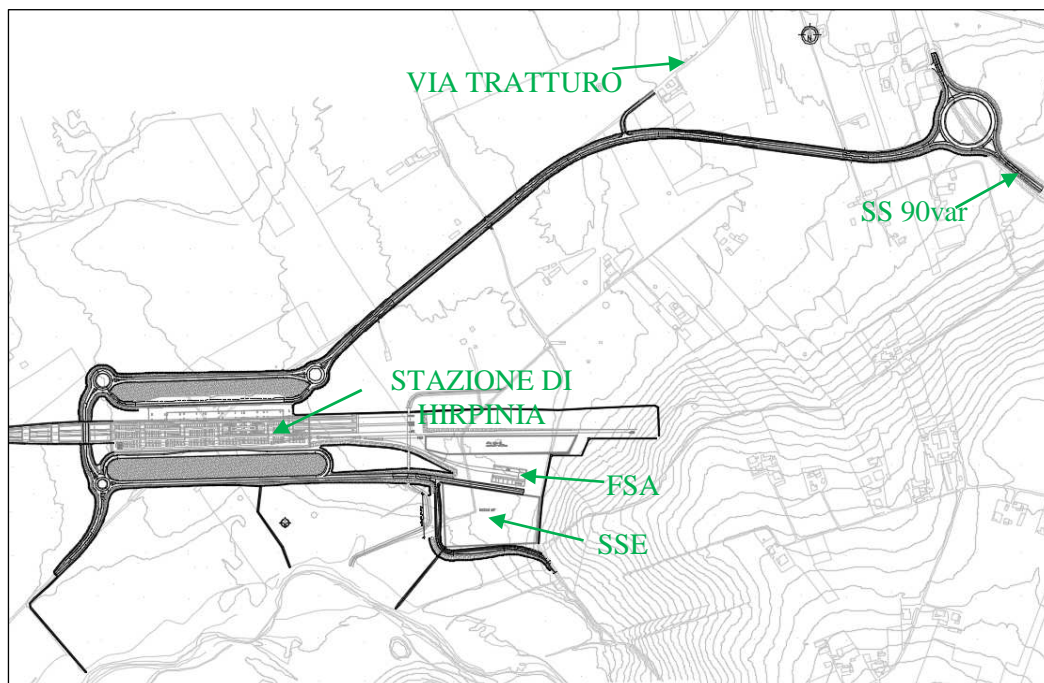 VIA TRATTURO
SS 90var
STAZIONE DI
HIRPINIA
FSA
SSE